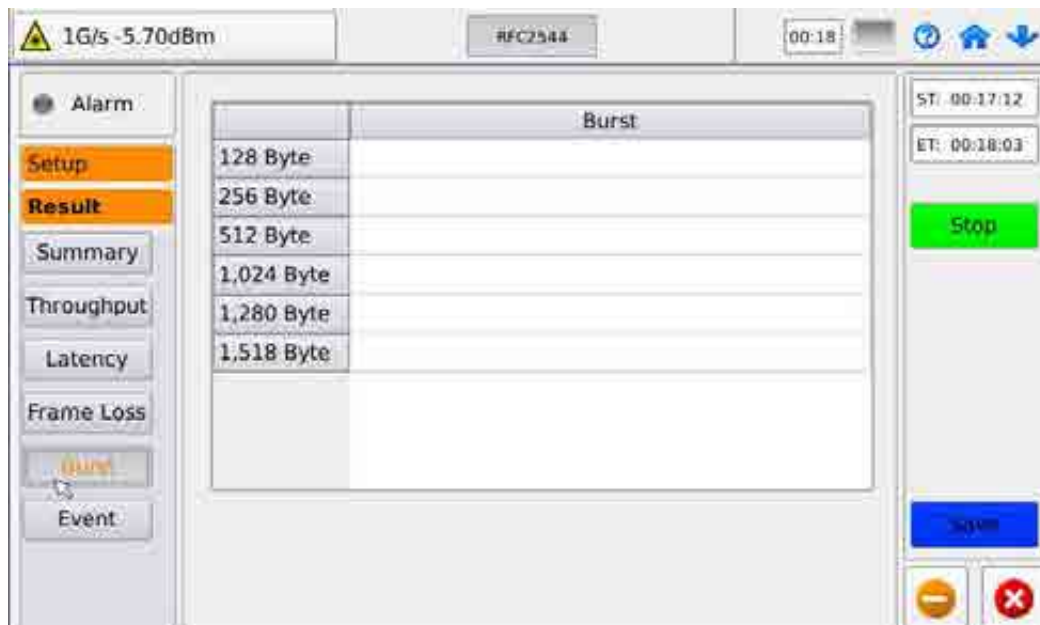 1G/s -5.70dBm
RFC2544
00:18
Alarm
Setup
Result
Summary
Throughput
Latency
Frame Loss
Burst
Event
Burst
128 Byte
256 Byte
512 Byte
1,024 Byte
1,280 Byte
1,518 Byte
ST: 00:17:12
ET: 00:18:03
Stop
Save